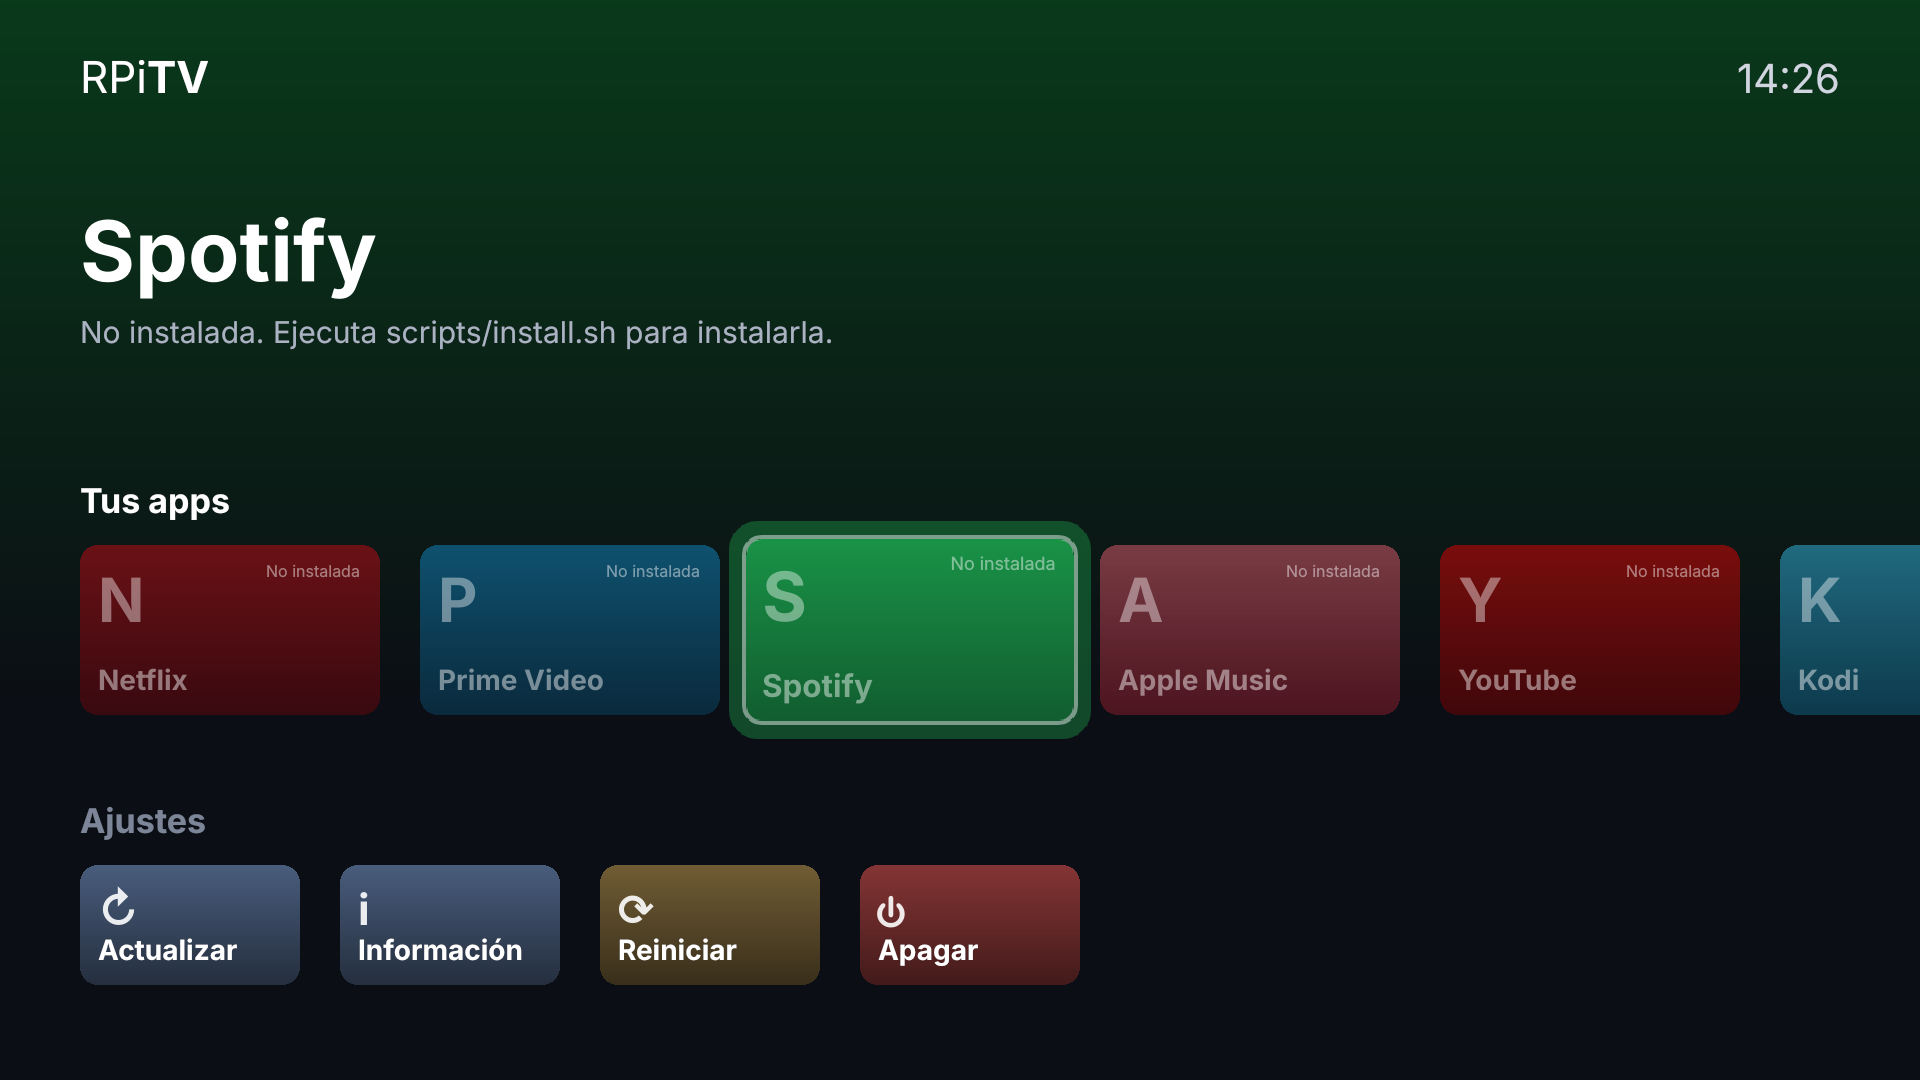 RPiTV
14:26
Spotify
No instalada. Ejecuta scripts/install.sh para instalarla.
Tus apps
N
No instalada
Netflix
P
No instalada
Prime Video
S
No instalada
Spotify
A
No instalada
Apple Music
Y
No instalada
YouTube
K
Kodi
Ajustes
Actualizar
i
Información
Reiniciar
Apagar